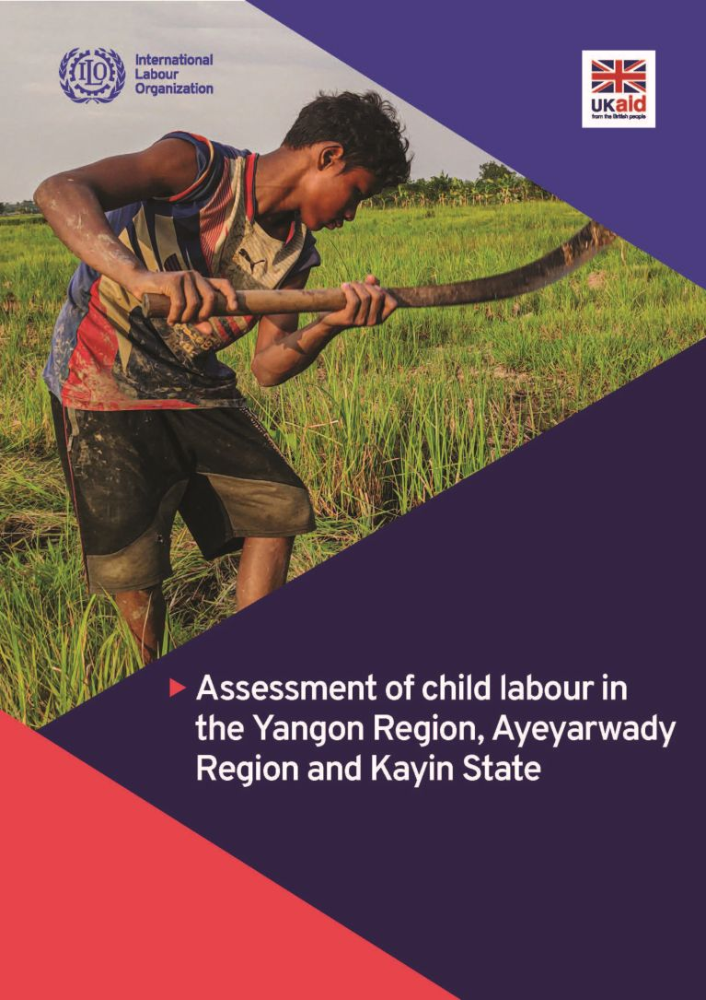 ILO
International
Labour
Organization
UKaid
from the British people
Assessment of child labour in
the Yangon Region, Ayeyarwady
Region and Kayin State